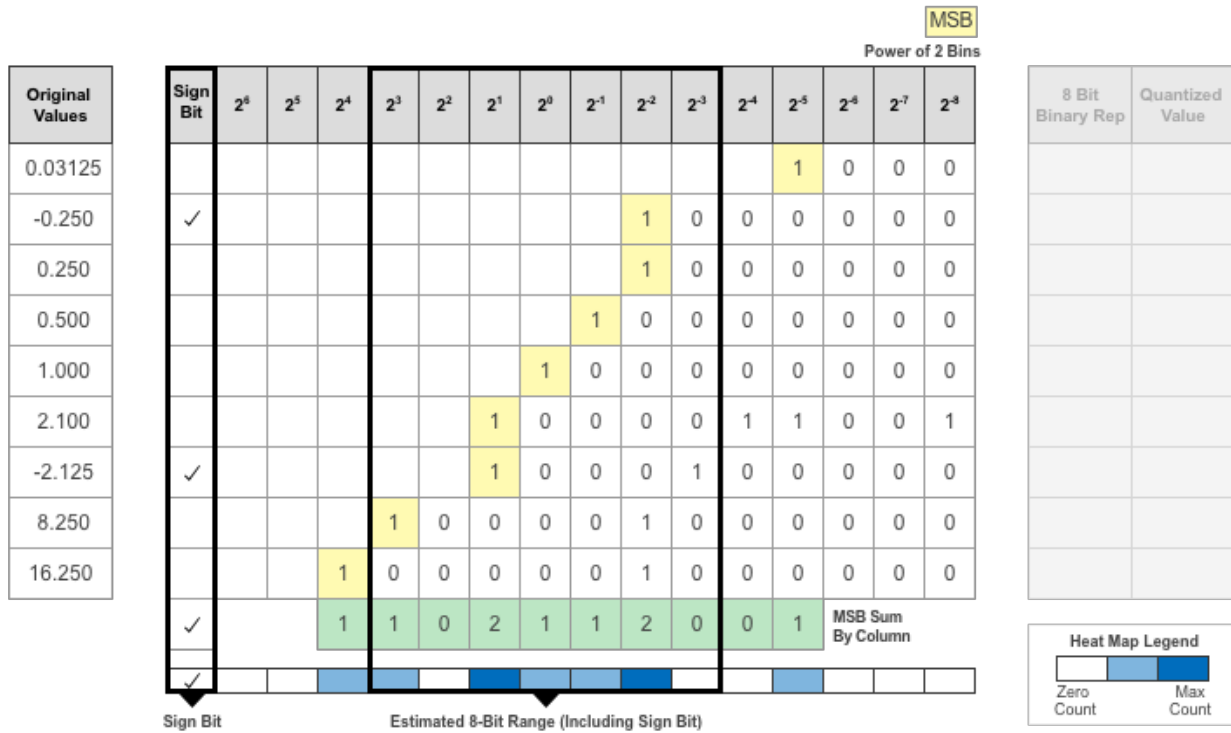 MSB
Power of 2 Bins
Original Values | Sign Bit | 2⁶ | 2⁵ | 2⁴ | 2³ | 2² | 2¹ | 2⁰ | 2⁻¹ | 2⁻² | 2⁻³ | 2⁻⁴ | 2⁻⁵ | 2⁻⁶ | 2⁻⁷ | 2⁻⁸ | 8 Bit Binary Rep | Quantized Value
0.03125 1 0 0 0
-0.250 ✓ 1 0 0 0 0 0 0
0.250 1 0 0 0 0 0 0
0.500 1 0 0 0 0 0 0 0
1.000 1 0 0 0 0 0 0 0 0
2.100 1 0 0 0 0 1 1 0 0 1
-2.125 ✓ 1 0 0 0 1 0 0 0 0 0
8.250 1 0 0 0 0 1 0 0 0 0 0 0
16.250 1 0 0 0 0 0 1 0 0 0 0 0 0
✓ 1 1 0 2 1 1 2 0 0 1 MSB Sum By Column
✓
Sign Bit
Estimated 8-Bit Range (Including Sign Bit)
Heat Map Legend
Zero Count
Max Count